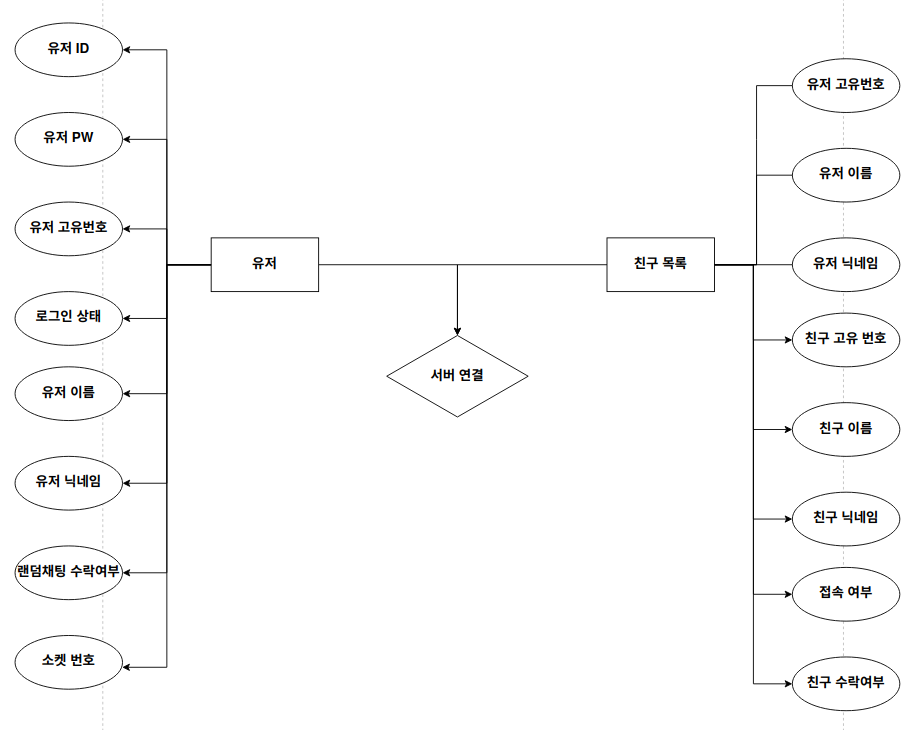 유저 ID
유저 PW
유저 고유번호
로그인 상태
유저 이름
유저 닉네임
랜덤채팅 수락여부
소켓 번호
유저
서버 연결
친구 목록
유저 고유번호
유저 이름
유저 닉네임
친구 고유 번호
친구 이름
친구 닉네임
접속 여부
친구 수락여부